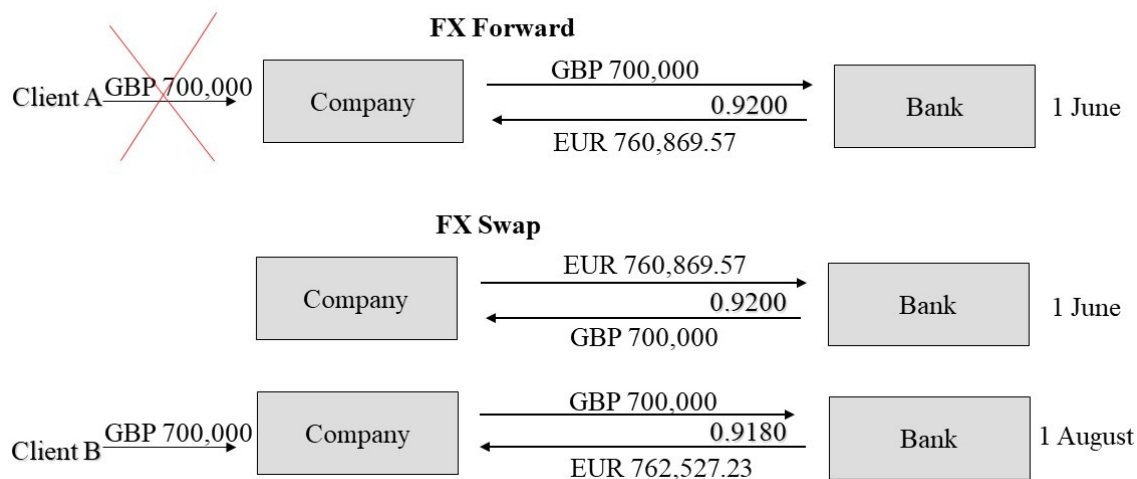 FX Forward
Client A
GBP 700,000
Company
GBP 700,000
0.9200
EUR 760,869.57
Bank
1 June
FX Swap
Company
EUR 760,869.57
0.9200
GBP 700,000
Bank
1 June
Client B
GBP 700,000
Company
GBP 700,000
0.9180
EUR 762,527.23
Bank
1 August